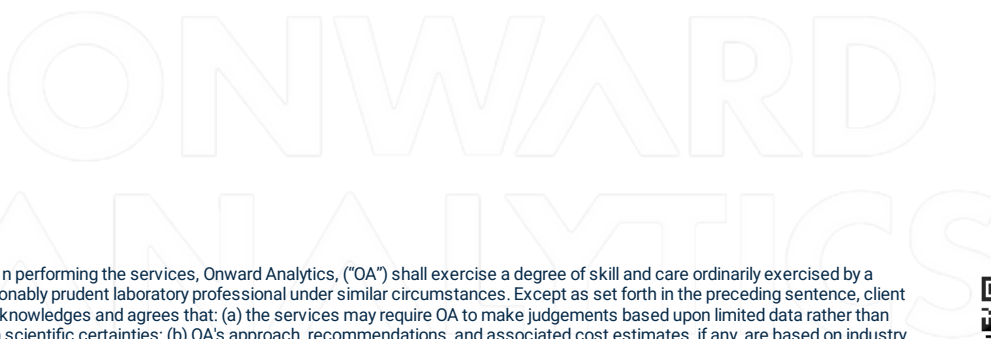 ONWARD
ANALYTICS
n performing the services, Onward Analytics, (“OA”) shall exercise a degree of skill and care ordinarily exercised by a
onably prudent laboratory professional under similar circumstances. Except as set forth in the preceding sentence, client
knowledges and agrees that: (a) the services may require OA to make judgements based upon limited data rather than
scientific certainties; (b) OA's approach, recommendations, and associated cost estimates, if any, are based on industry